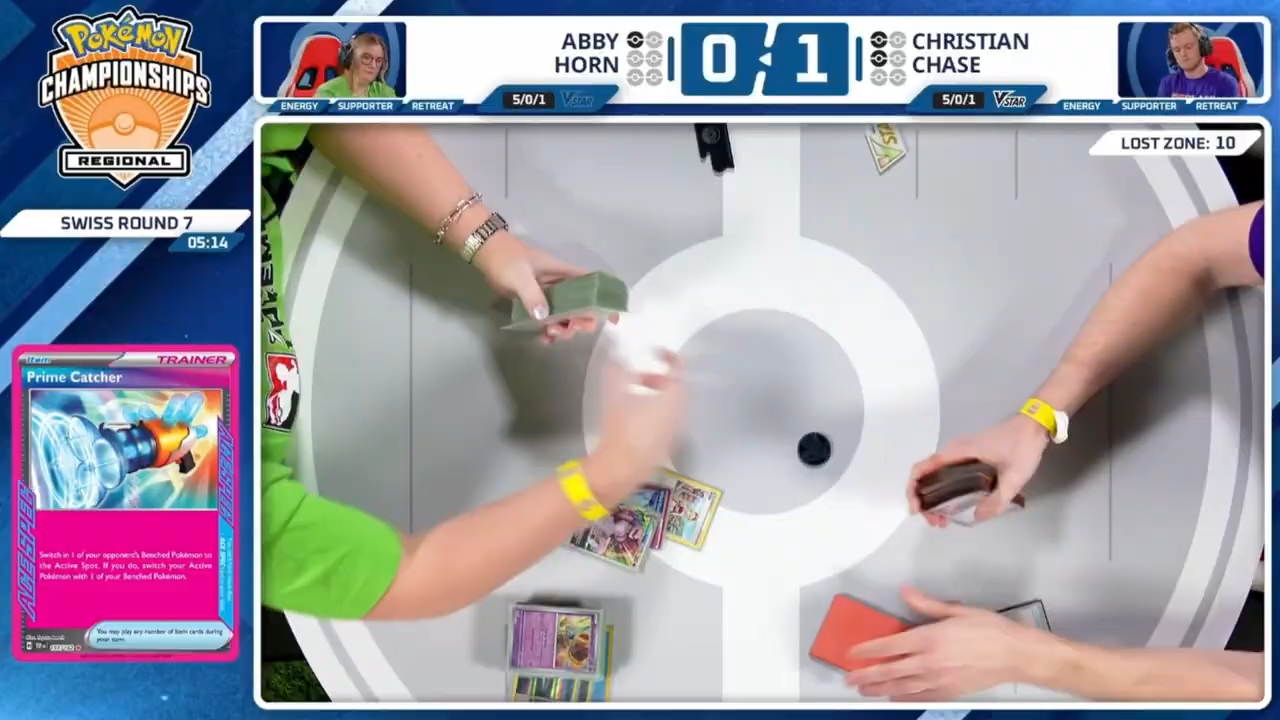 Pokémon
CHAMPIONSHIPS
REGIONAL
SWISS ROUND 7
05:14
ABBY
HORN
0
1
CHRISTIAN
CHASE
5/0/1
VSTAR
5/0/1
VSTAR
ENERGY
SUPPORTER
RETREAT
ENERGY
SUPPORTER
RETREAT
LOST ZONE: 10
Item
TRAINER
Prime Catcher
ACE SPEC
Switch in 1 of your opponent's Benched Pokémon to
the Active Spot. If you do, switch your Active
Pokémon with 1 of your Benched Pokémon.
You may play any number of Item cards during
your turn.